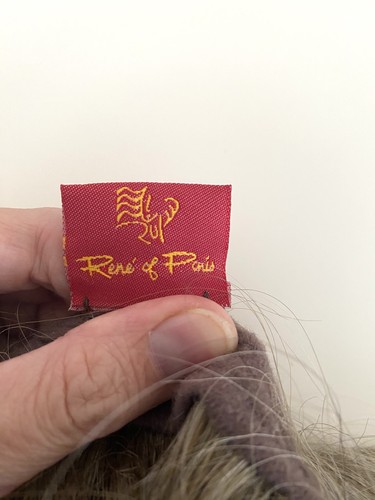 René of Paris